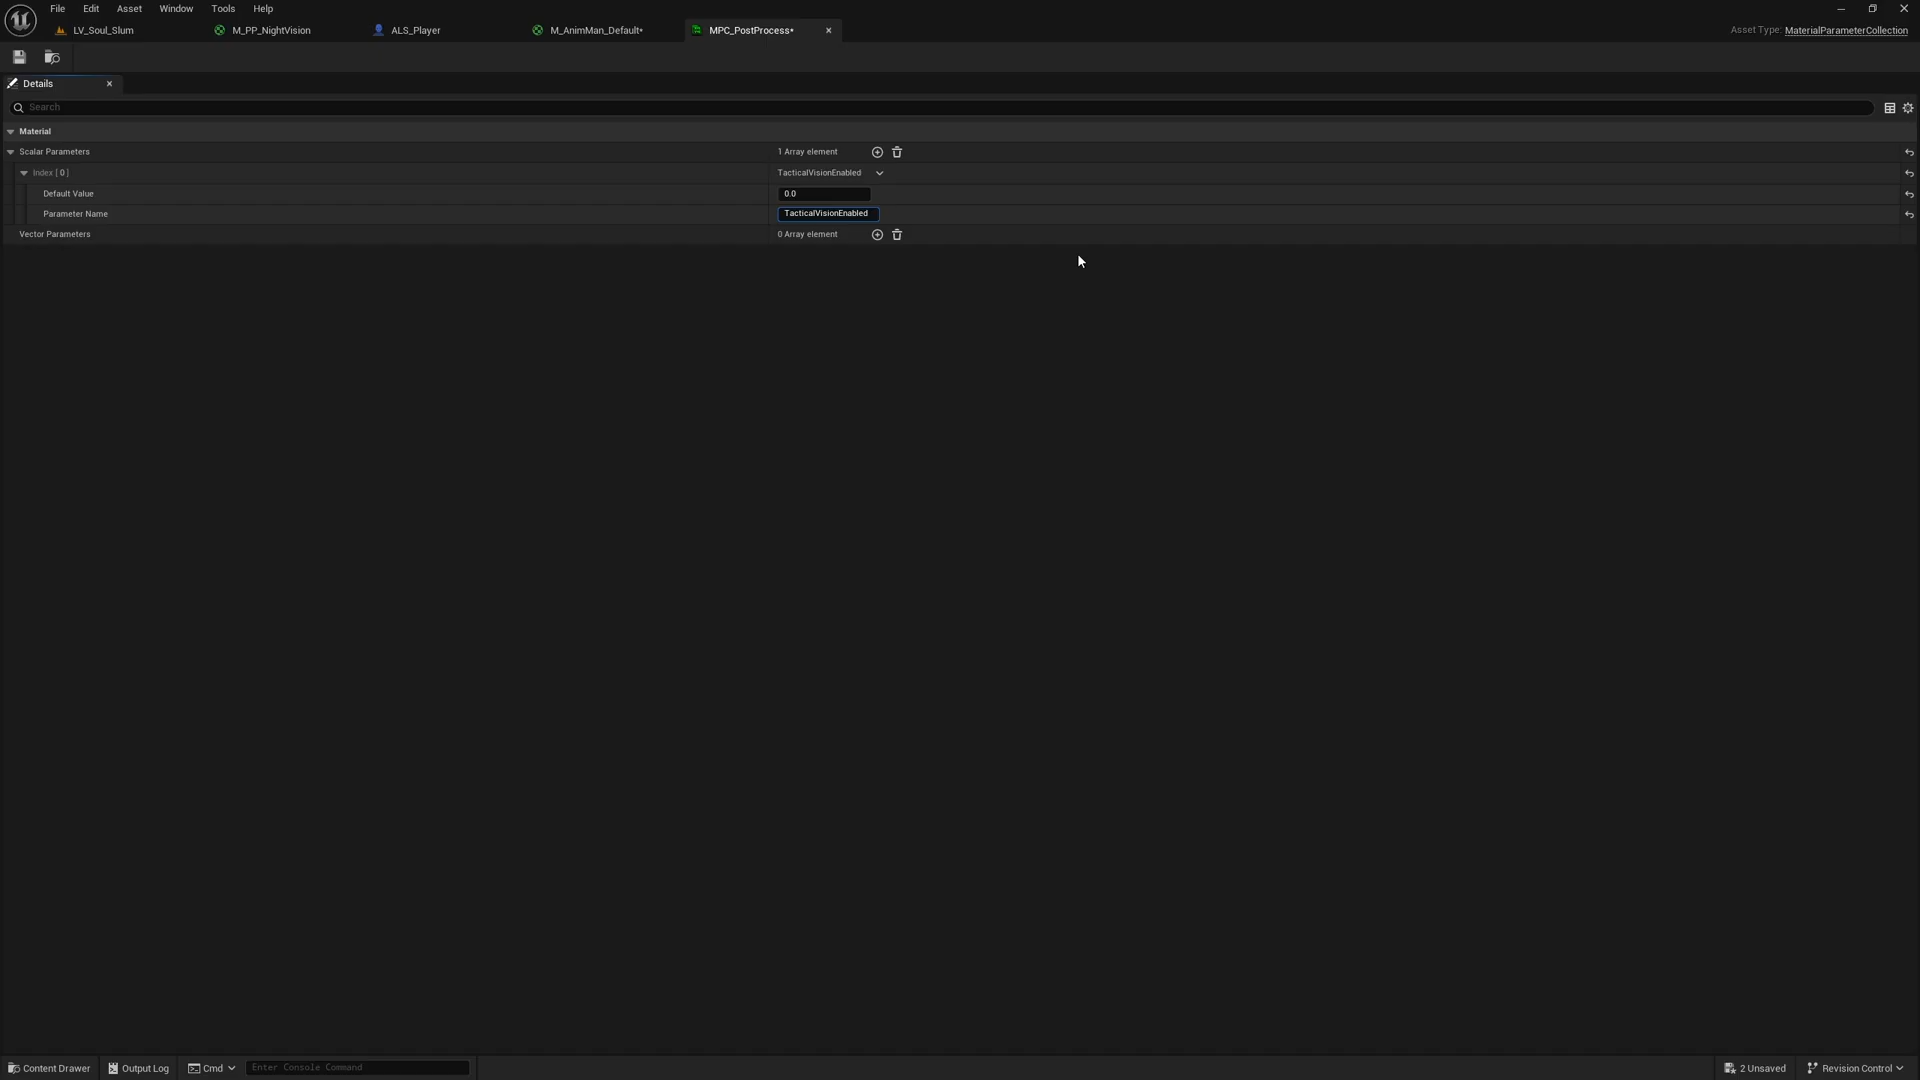 File Edit Asset Window Tools Help
LV_Soul_Slum M_PP_NightVision ALS_Player M_AnimMan_Default* MPC_PostProcess* Asset Type: MaterialParameterCollection
Details
Search
Material
Scalar Parameters 1 Array element
Index [ 0 ] TacticalVisionEnabled
Default Value 0.0
Parameter Name TacticalVisionEnabled
Vector Parameters 0 Array element
Content Drawer Output Log Cmd Enter Console Command 2 Unsaved Revision Control